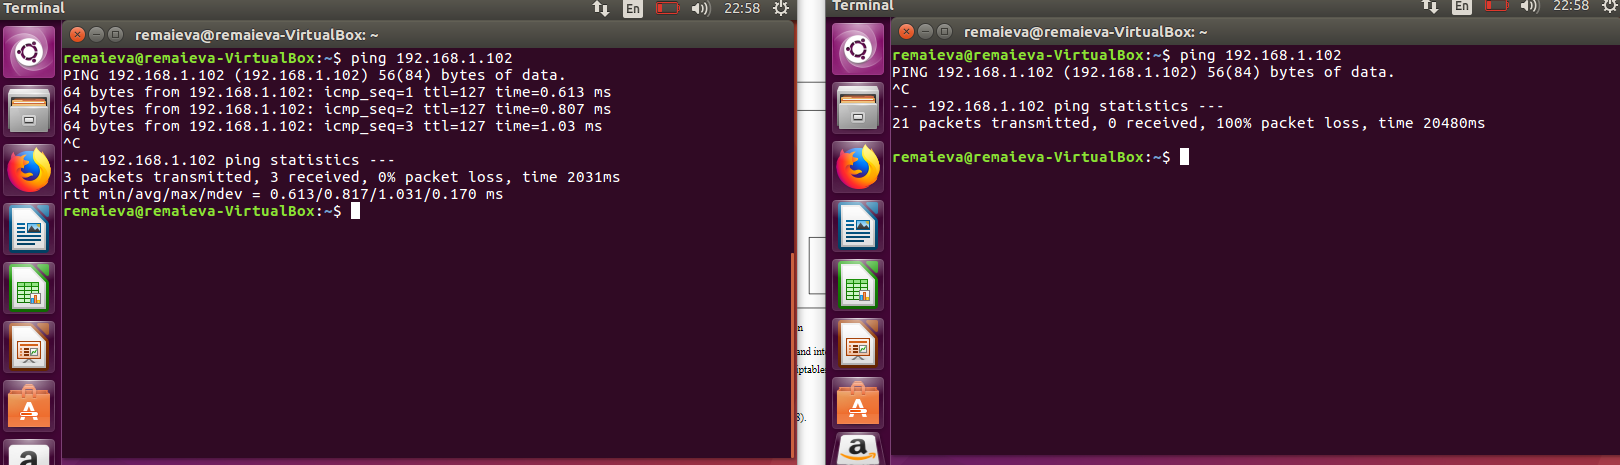 Terminal
En
22:58
remaieva@remaieva-VirtualBox: ~
remaieva@remaieva-VirtualBox:~$ ping 192.168.1.102
PING 192.168.1.102 (192.168.1.102) 56(84) bytes of data.
64 bytes from 192.168.1.102: icmp_seq=1 ttl=127 time=0.613 ms
64 bytes from 192.168.1.102: icmp_seq=2 ttl=127 time=0.807 ms
64 bytes from 192.168.1.102: icmp_seq=3 ttl=127 time=1.03 ms
^C
--- 192.168.1.102 ping statistics ---
3 packets transmitted, 3 received, 0% packet loss, time 2031ms
rtt min/avg/max/mdev = 0.613/0.817/1.031/0.170 ms
remaieva@remaieva-VirtualBox:~$
and
8).
Terminal
En
22:58
remaieva@remaieva-VirtualBox: ~
remaieva@remaieva-VirtualBox:~$ ping 192.168.1.102
PING 192.168.1.102 (192.168.1.102) 56(84) bytes of data.
^C
--- 192.168.1.102 ping statistics ---
21 packets transmitted, 0 received, 100% packet loss, time 20480ms
remaieva@remaieva-VirtualBox:~$